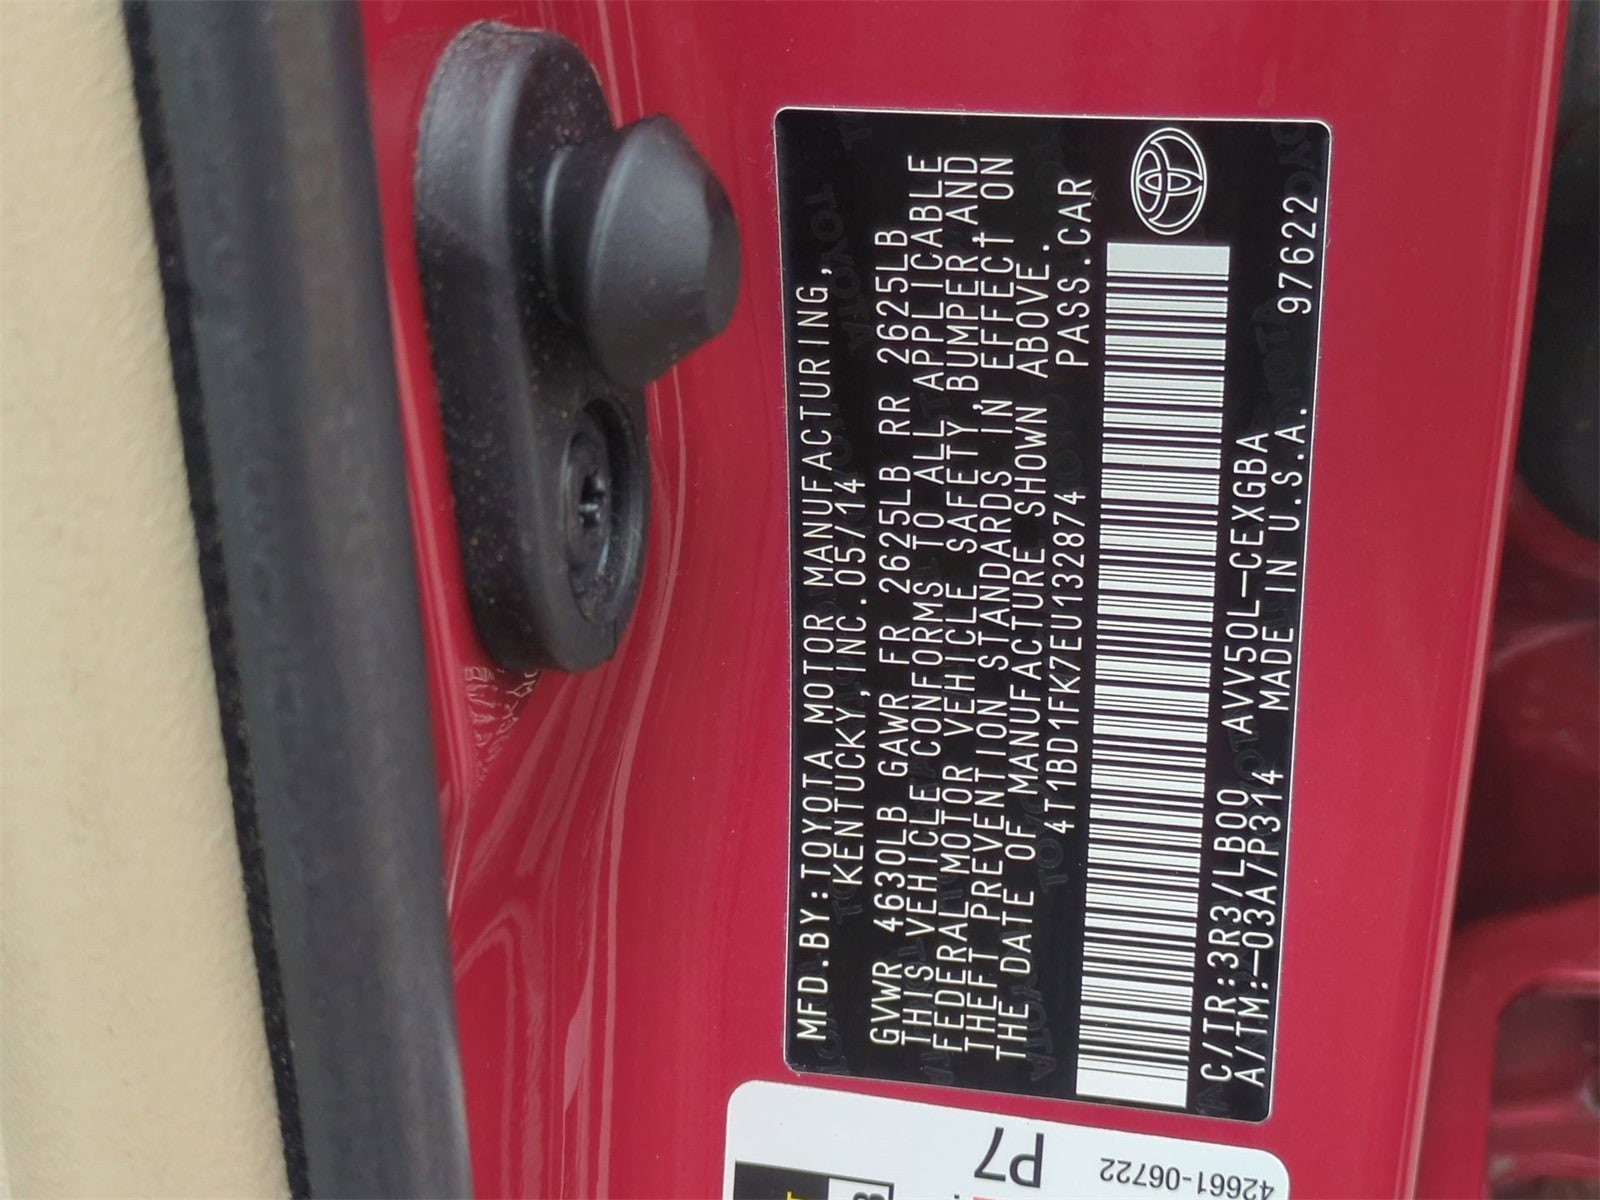 MFD.BY:TOYOTA MOTOR MANUFACTURING,
KENTUCKY,INC.05/14
GVWR 4630LB GAWR FR 2625LB RR 2625LB
THIS VEHICLE CONFORMS TO ALL APPLICABLE
FEDERAL MOTOR VEHICLE SAFETY,BUMPER,AND
THEFT PREVENTION STANDARDS IN EFFECT ON
THE DATE OF MANUFACTURE SHOWN ABOVE.
4T1BD1FK7EU132874 PASS.CAR
C/TR:3R3/LB00 AVV50L-CEXGBA
A/TM:-03A/P314 MADE IN U.S.A. 97622
P7
42661-06722